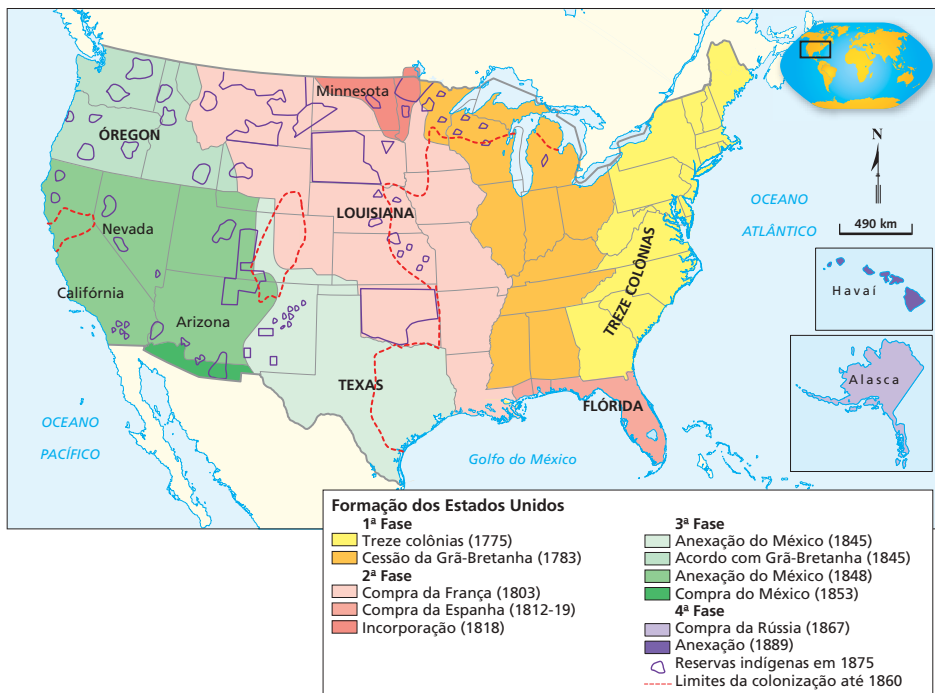 Minnesota
N
ÓREGON
OCEANO
ATLÂNTICO
490 km
LOUISIANA
Nevada
TREZE COLÔNIAS
Havaí
Califória
Arizona
Alasca
TEXAS
FLÓRIDA
OCEANO
PACÍFICO
Golfo do México
Formação dos Estados Unidos
1ª Fase
Treze colônias (1775)
Cessão da Grã-Bretanha (1783)
2ª Fase
Compra da França (1803)
Compra da Espanha (1812-19)
Incorporação (1818)
3ª Fase
Anexação do México (1845)
Acordo com Grã-Bretanha (1845)
Anexação do México (1848)
Compra do México (1853)
4ª Fase
Compra da Rússia (1867)
Anexação (1889)
Reservas indígenas em 1875
Limites da colonização até 1860